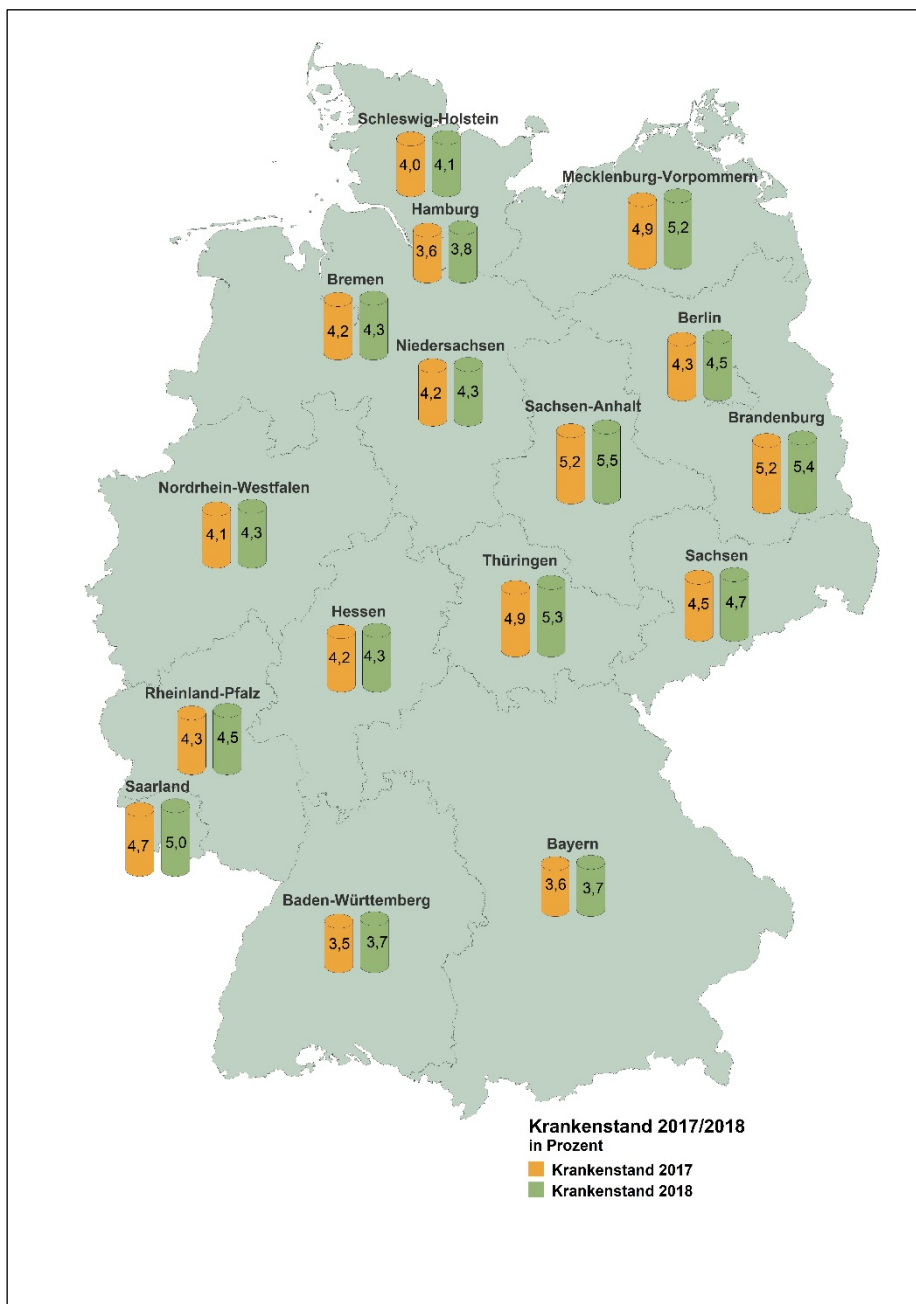 Schleswig-Holstein
4,0 4,1
Mecklenburg-Vorpommern
4,9 5,2
Hamburg
3,6 3,8
Bremen
4,2 4,3
Berlin
4,3 4,5
Niedersachsen
4,2 4,3
Sachsen-Anhalt
5,2 5,5
Brandenburg
5,2 5,4
Nordrhein-Westfalen
4,1 4,3
Thüringen
4,9 5,3
Sachsen
4,5 4,7
Hessen
4,2 4,3
Rheinland-Pfalz
4,3 4,5
Saarland
4,7 5,0
Bayern
3,6 3,7
Baden-Württemberg
3,5 3,7
Krankenstand 2017/2018
in Prozent
Krankenstand 2017
Krankenstand 2018